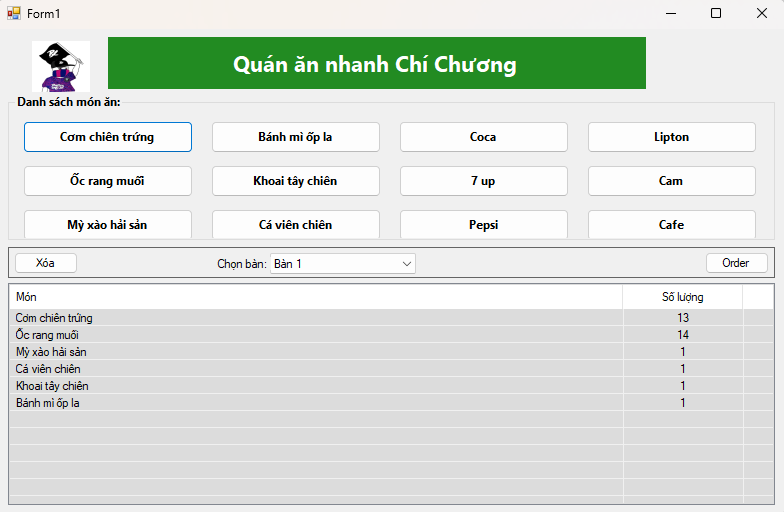 Form1
Quán ăn nhanh Chí Chương
Danh sách món ăn:
Cơm chiên trứng Bánh mì ốp la Coca Lipton
Ốc rang muối Khoai tây chiên 7 up Cam
Mỳ xào hải sản Cá viên chiên Pepsi Cafe
Xóa Chọn bàn: Bàn 1 Order
Món Số lượng
Cơm chiên trứng 13
Ốc rang muối 14
Mỳ xào hải sản 1
Cá viên chiên 1
Khoai tây chiên 1
Bánh mì ốp la 1